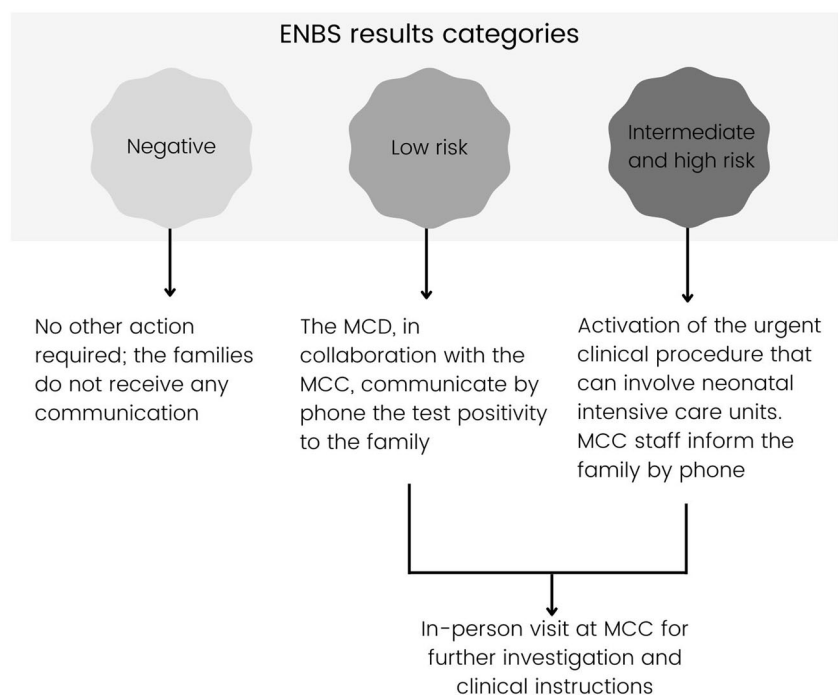 ENBS results categories
Negative
Low risk
Intermediate
and high risk
No other action
required; the families
do not receive any
communication
The MCD, in
collaboration with the
MCC, communicate by
phone the test positivity
to the family
Activation of the urgent
clinical procedure that
can involve neonatal
intensive care units.
MCC staff inform the
family by phone
In-person visit at MCC for
further investigation and
clinical instructions